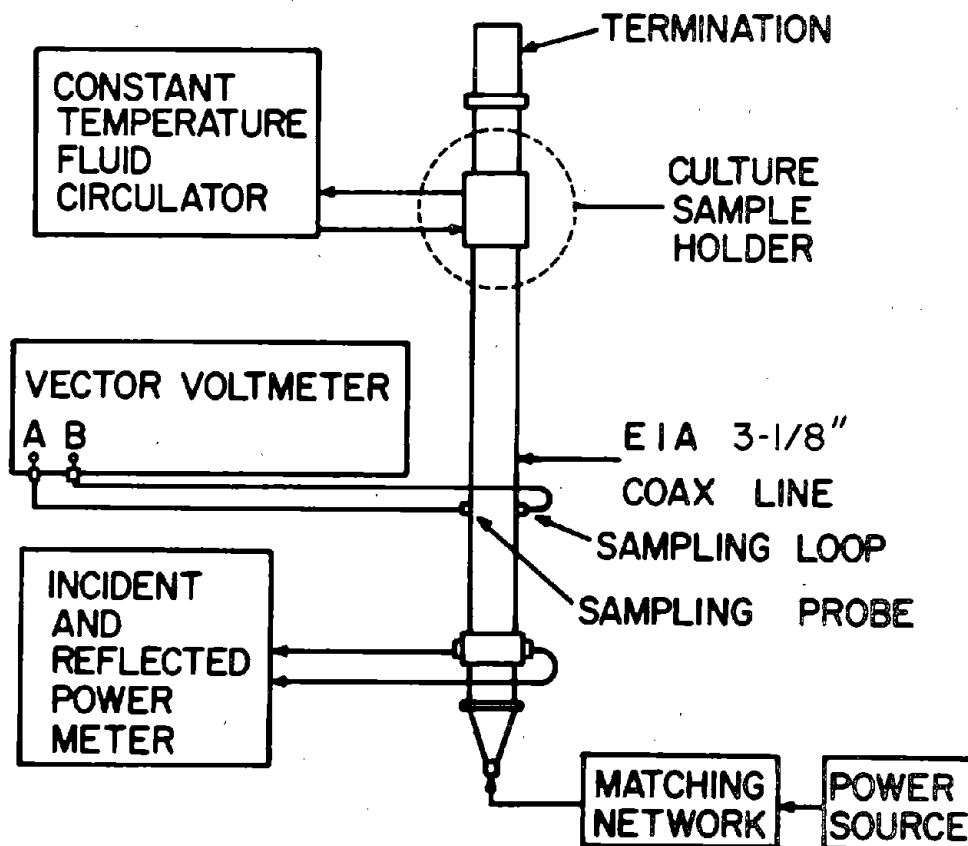 TERMINATION
CONSTANT
TEMPERATURE
FLUID
CIRCULATOR
CULTURE
SAMPLE
HOLDER
VECTOR VOLTMETER
A B
EIA 3-1/8"
COAX LINE
SAMPLING LOOP
SAMPLING PROBE
INCIDENT
AND
REFLECTED
POWER
METER
MATCHING
NETWORK
POWER
SOURCE